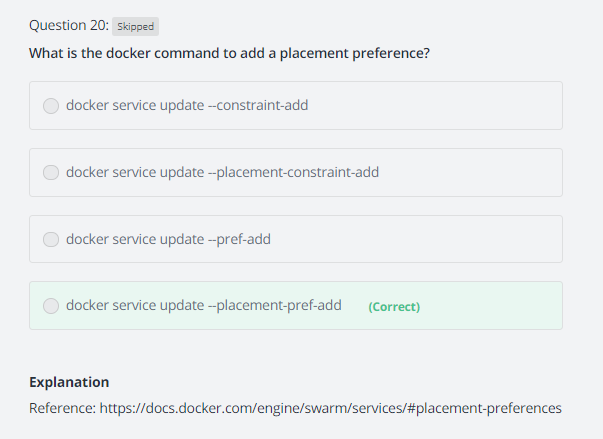 Question 20: Skipped
What is the docker command to add a placement preference?
docker service update --constraint-add
docker service update --placement-constraint-add
docker service update --pref-add
docker service update --placement-pref-add (Correct)
Explanation
Reference: https://docs.docker.com/engine/swarm/services/#placement-preferences